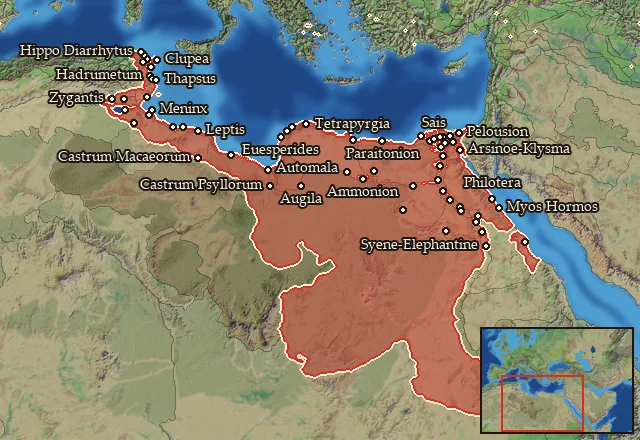 Hippo Diarrhytus
Clupea
Hadrumetum
Thapsus
Zygantis
Meninx
Leptis
Tetrapyrgia
Sais
Pelousion
Euesperides
Paraitonion
Arsinoe-Klysma
Castrum Macaeorum
Automala
Castrum Psyllorum
Ammonion
Philotera
Augila
Myos Hormos
Syene-Elephantine